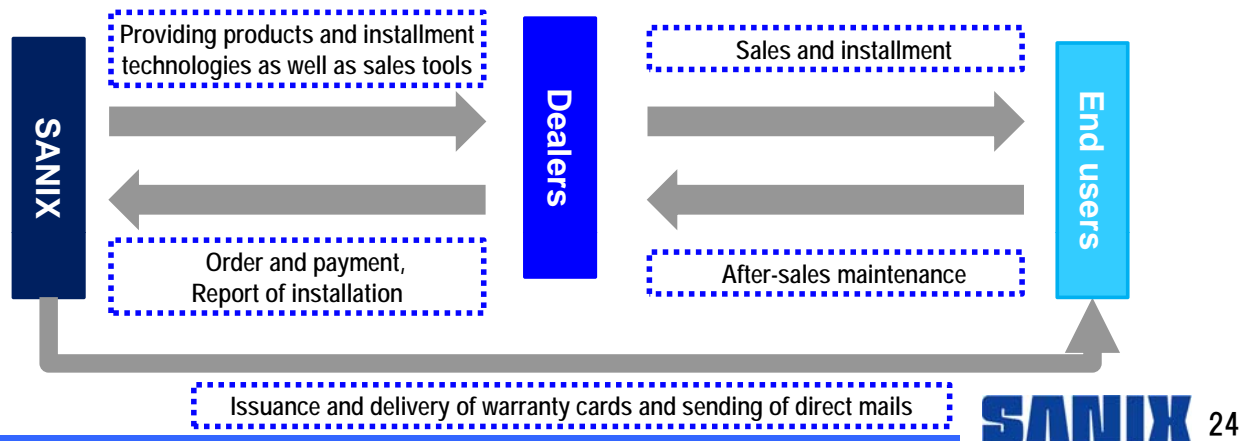 Providing products and installment
technologies as well as sales tools
Sales and installment
SANIX
Dealers
End users
Order and payment,
Report of installation
After-sales maintenance
Issuance and delivery of warranty cards and sending of direct mails
SANIX 24